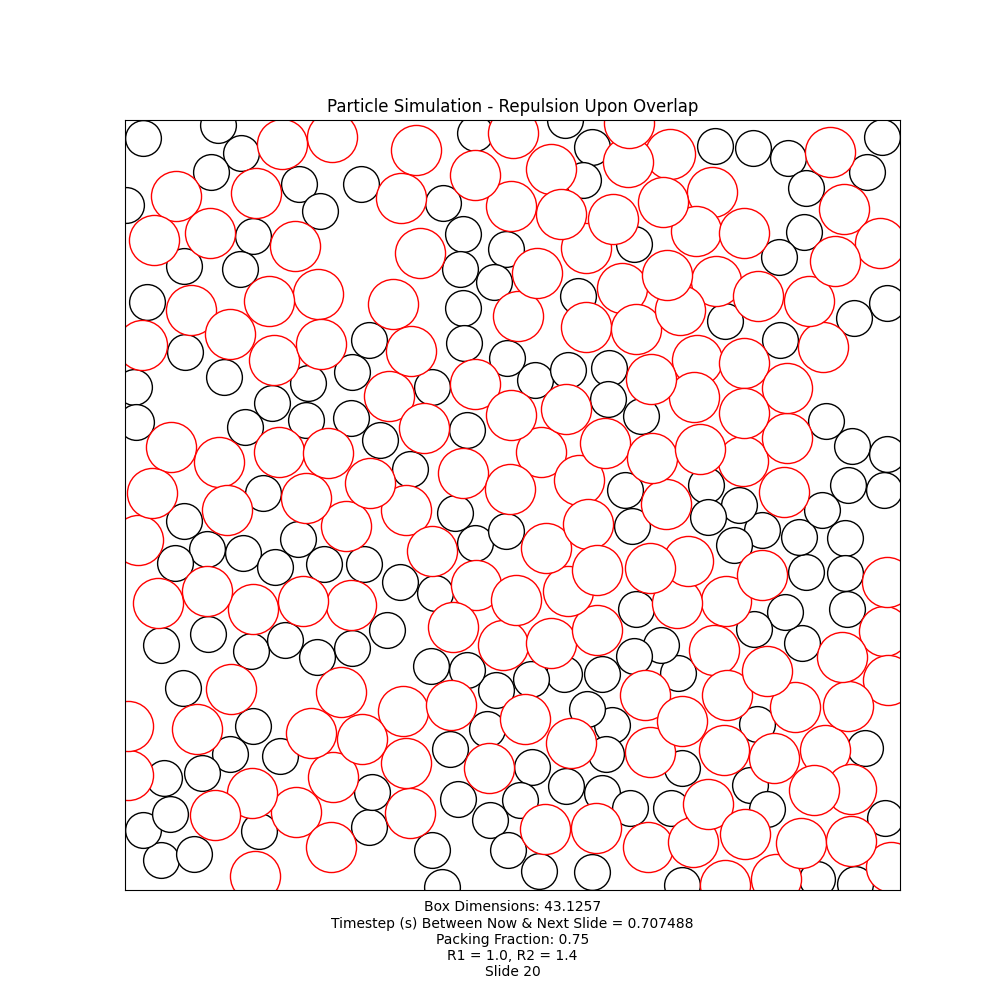 Particle Simulation - Repulsion Upon Overlap
Box Dimensions: 43.1257
Timestep (s) Between Now & Next Slide = 0.707488
Packing Fraction: 0.75
R1 = 1.0, R2 = 1.4
Slide 20